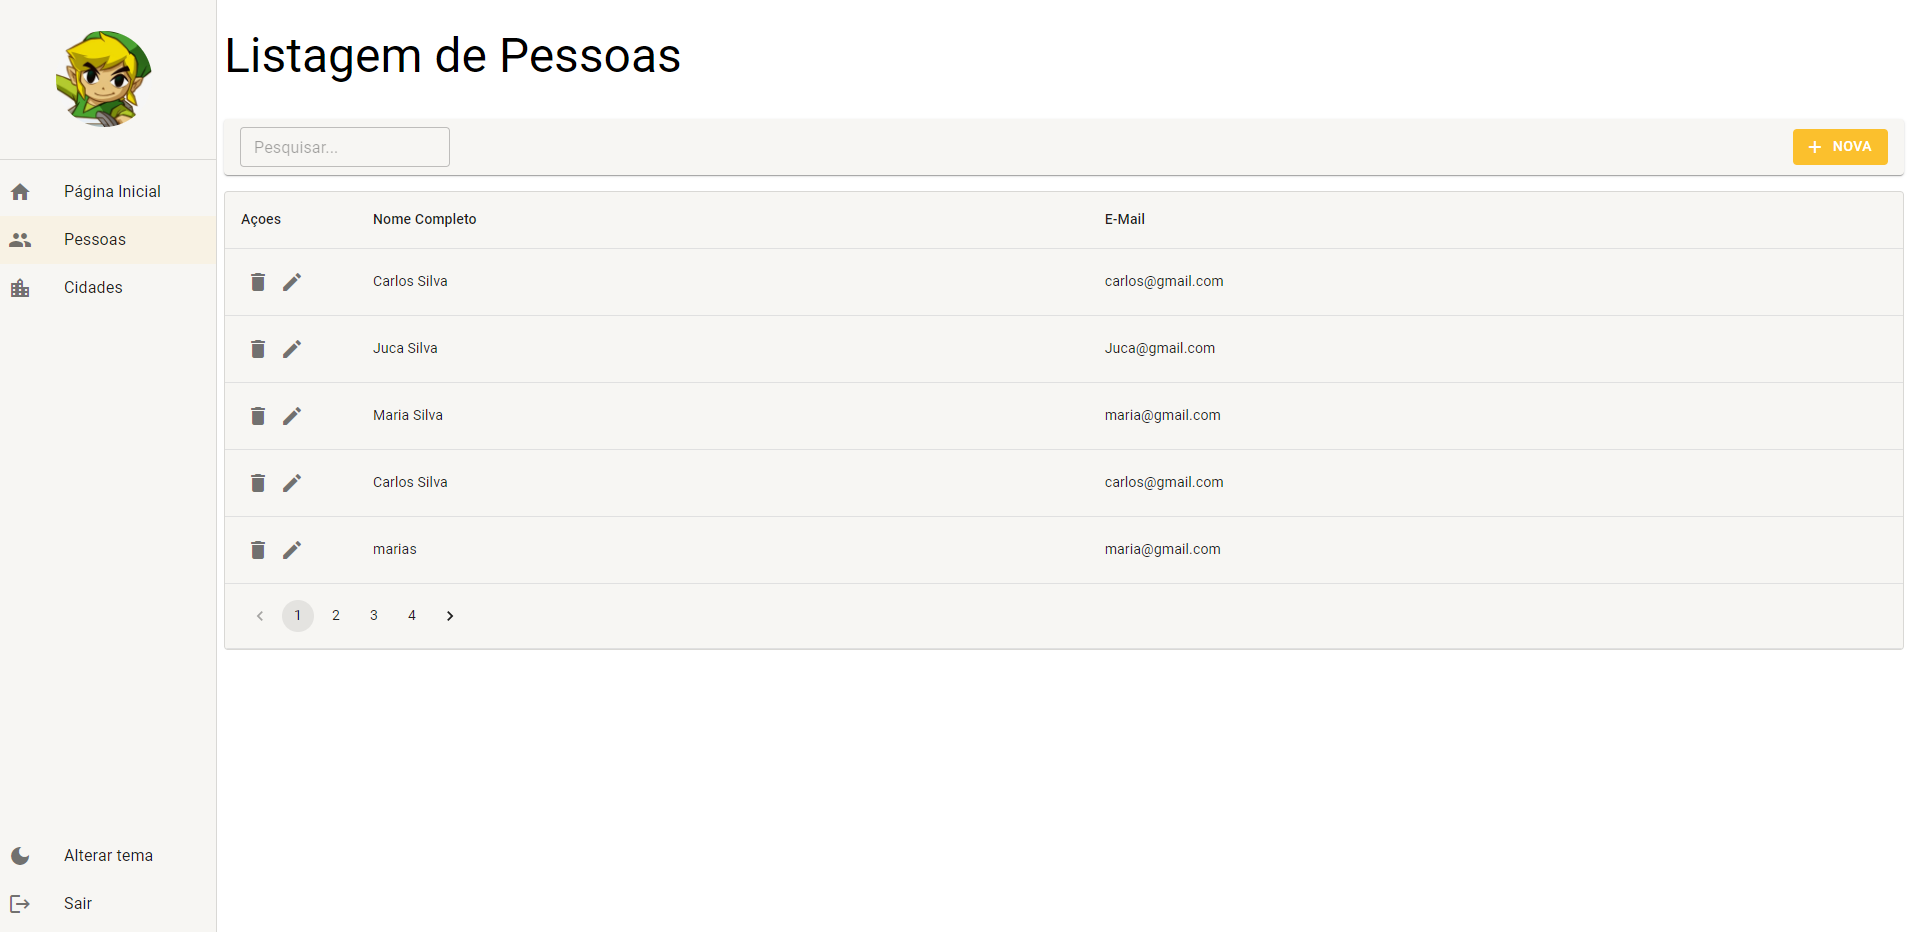 Listagem de Pessoas
Pesquisar...
NOVA
Página Inicial
Pessoas
Cidades
Açoes Nome Completo E-Mail
Carlos Silva carlos@gmail.com
Juca Silva Juca@gmail.com
Maria Silva maria@gmail.com
Carlos Silva carlos@gmail.com
marias maria@gmail.com
1 2 3 4
Alterar tema
Sair